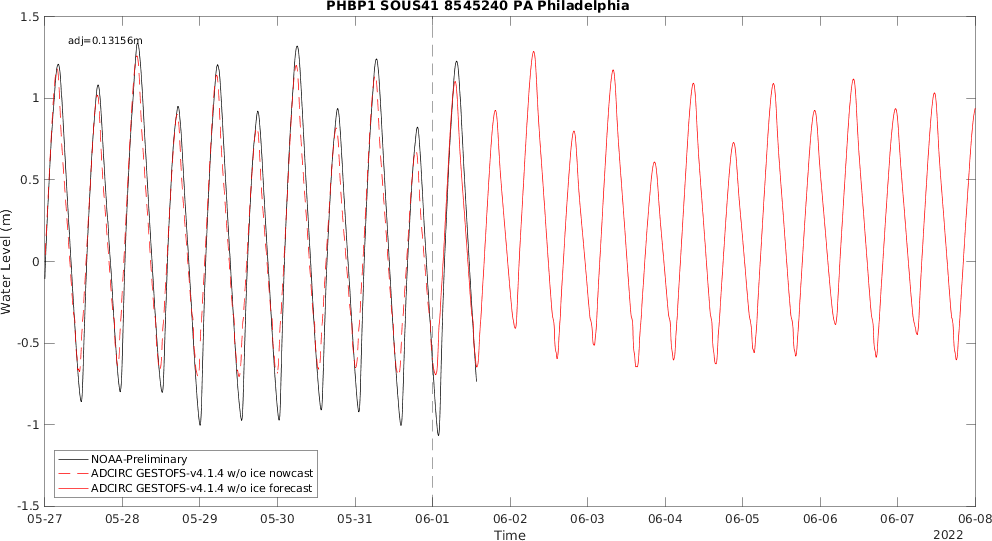 PHBP1 SOUS41 8545240 PA Philadelphia
adj=0.13156m
1.5
1
0.5
0
-0.5
-1
-1.5
Water Level (m)
NOAA-Preliminary
ADCIRC GESTOFS-v4.1.4 w/o ice nowcast
ADCIRC GESTOFS-v4.1.4 w/o ice forecast
05-27 05-28 05-29 05-30 05-31 06-01 06-02 06-03 06-04 06-05 06-06 06-07 06-08
Time
2022